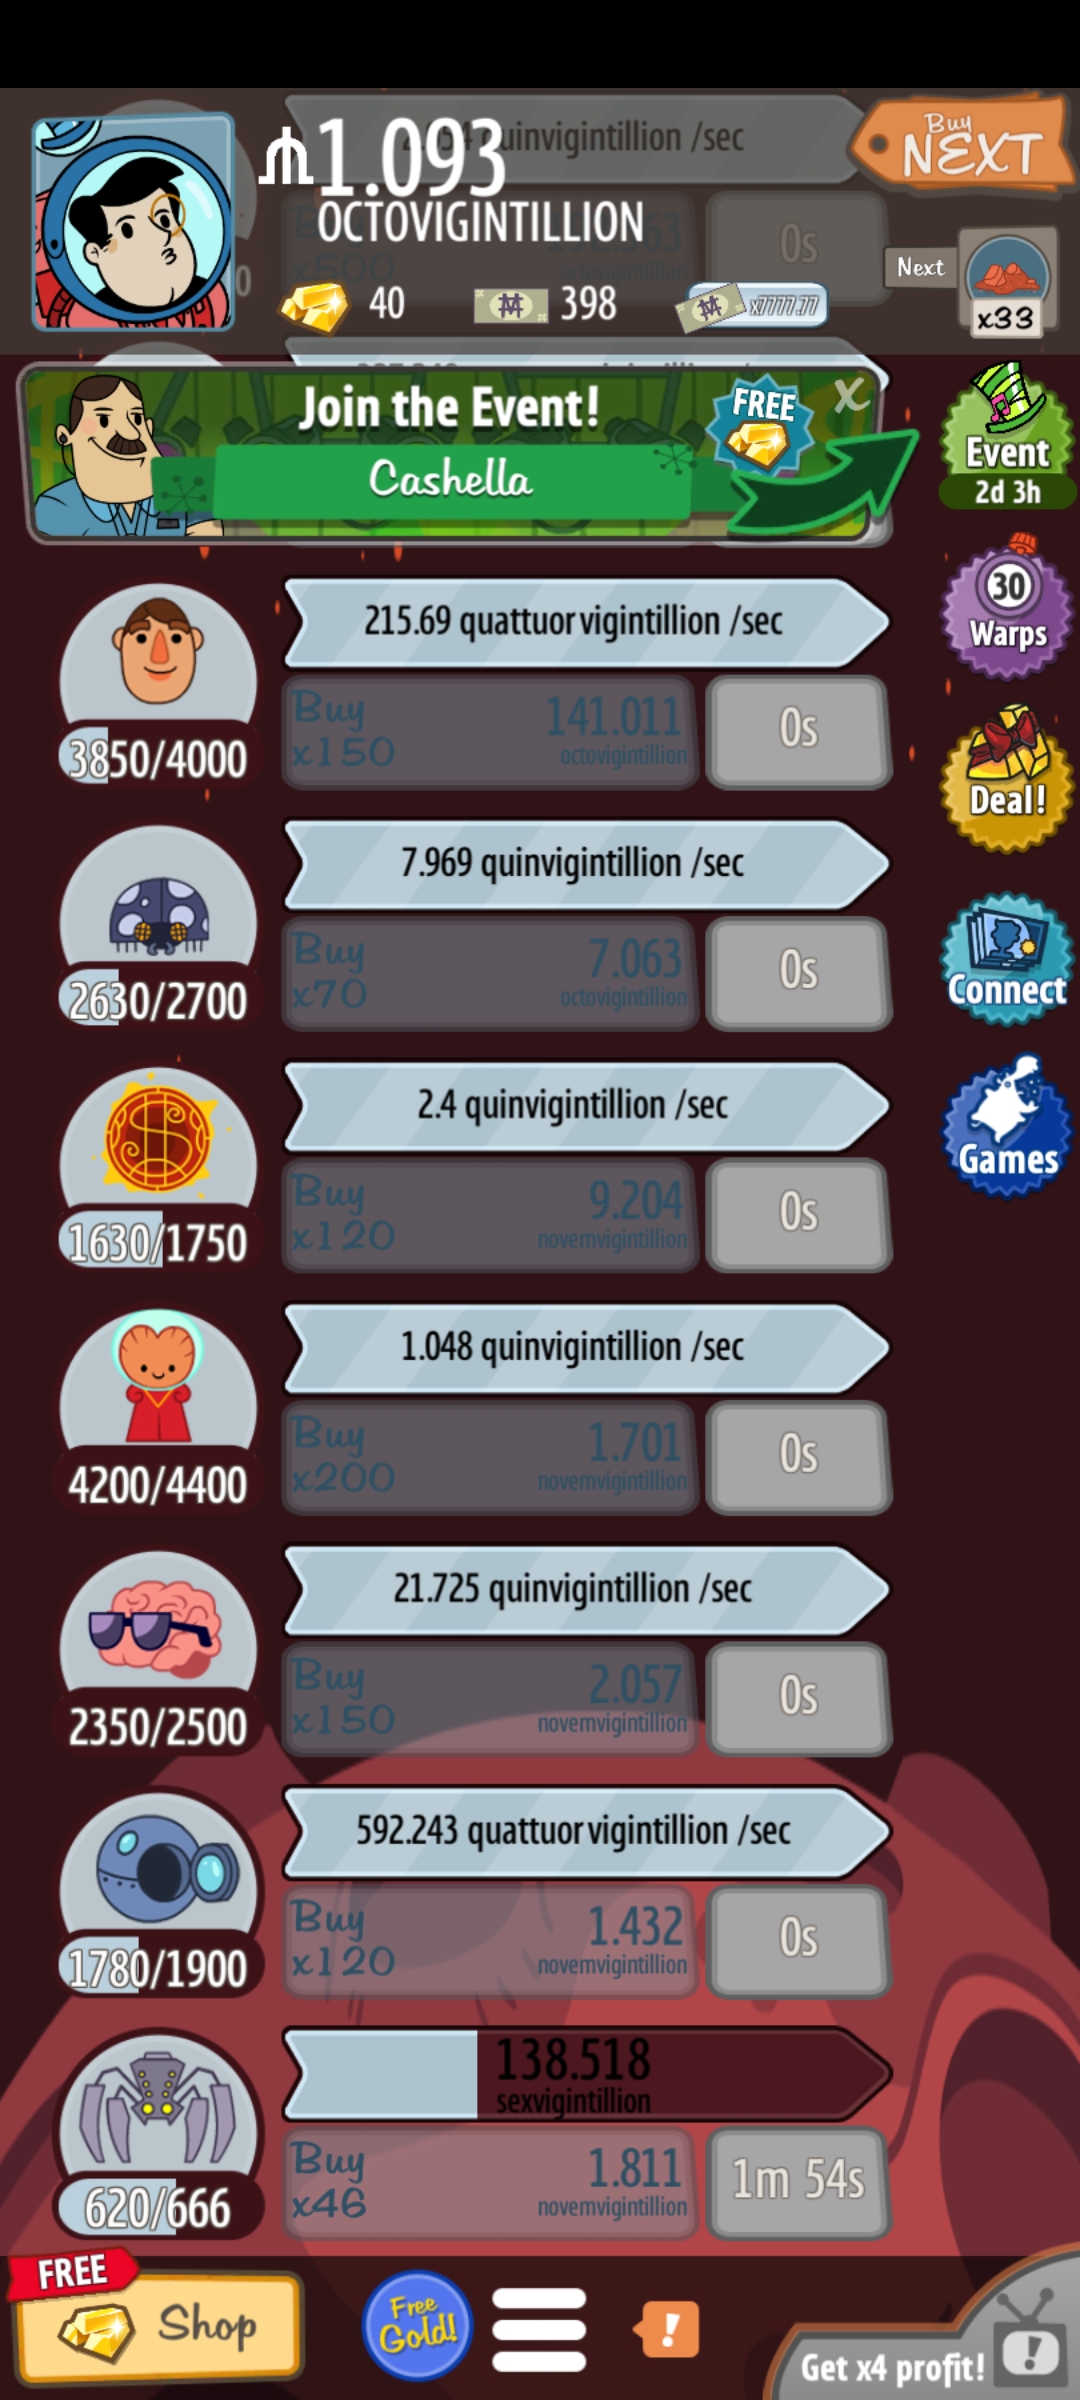 1.093
OCTOVIGINTILLION
quinvigintillion /sec
Buy
NEXT
x500
octovigintillion
0s
40
398
x7777.77
Next
x33
Join the Event!
FREE
X
Cashella
Event
2d 3h
215.69 quattuorvigintillion /sec
3850/4000
Buy
x150
141.011
octovigintillion
0s
30
Warps
Deal!
7.969 quinvigintillion /sec
2630/2700
Buy
x70
7.063
octovigintillion
0s
Connect
2.4 quinvigintillion /sec
1630/1750
Buy
x120
9.204
novemvigintillion
0s
Games
1.048 quinvigintillion /sec
4200/4400
Buy
x200
1.701
novemvigintillion
0s
21.725 quinvigintillion /sec
2350/2500
Buy
x150
2.057
novemvigintillion
0s
592.243 quattuorvigintillion /sec
1780/1900
Buy
x120
1.432
novemvigintillion
0s
138.518
sexvigintillion
620/666
Buy
x46
1.811
novemvigintillion
1m 54s
FREE
Shop
Free
Gold!
!
Get x4 profit!
!